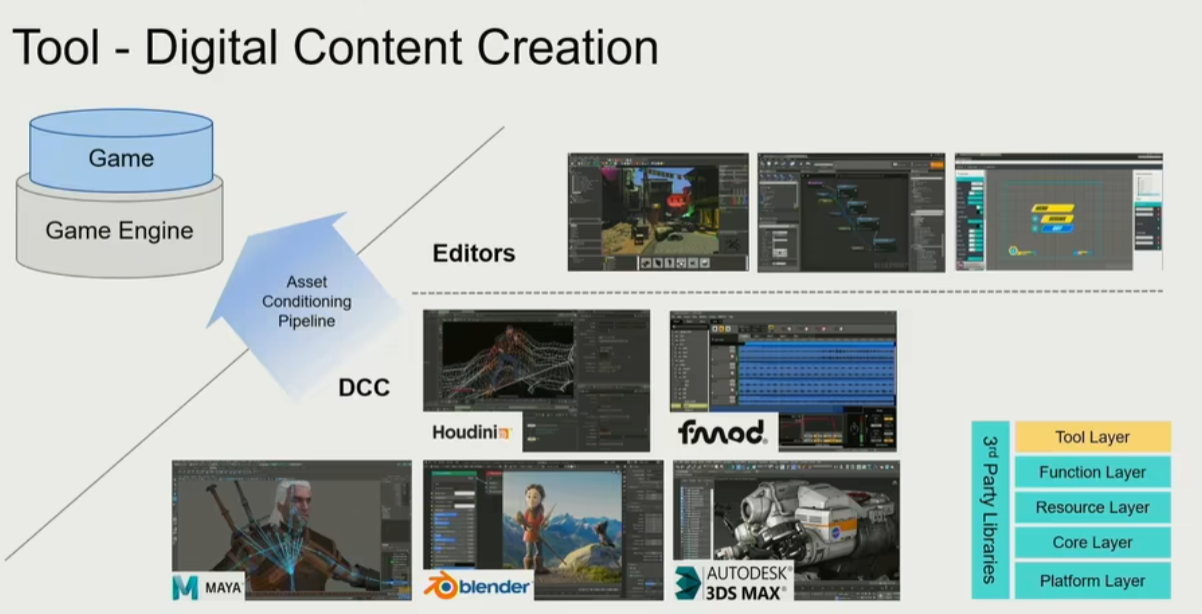 Tool - Digital Content Creation
Game
Game Engine
Asset
Conditioning
Pipeline
Editors
DCC
Houdini
fmod®
MAYA®
blender
AUTODESK®
3DS MAX®
3rd Party Libraries
Tool Layer
Function Layer
Resource Layer
Core Layer
Platform Layer